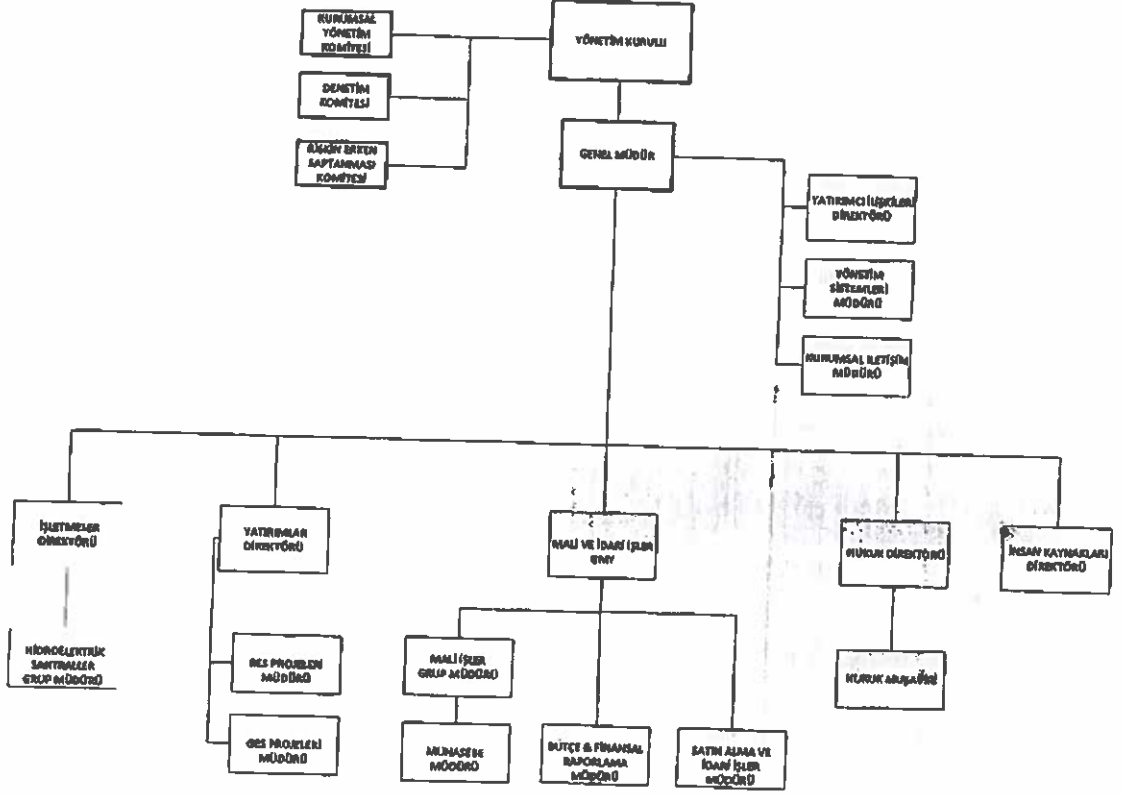 KURUMSAL
YÖNETİM
KOMİTESİ
YÖNETİM KURULU
DENETİM
KOMİTESİ
RİSKİN ERKEN
SAPTANMASI
KOMİTESİ
GENEL MÜDÜR
YATIRIMCI İLİŞKİLERİ
DİREKTÖRÜ
YÖNETİM
SİSTEMLERİ
MÜDÜRÜ
KURUMSAL İLETİŞİM
MÜDÜRÜ
İŞLETMELER
DİREKTÖRÜ
YATIRIMLAR
DİREKTÖRÜ
MALİ VE İDARİ İŞLER
GMY
HUKUK DİREKTÖRÜ
İNSAN KAYNAKLARI
DİREKTÖRÜ
HİDROELEKTRİK
SANTRALLER
GRUP MÜDÜRÜ
RES PROJELERİ
MÜDÜRÜ
MALİ İŞLER
GRUP MÜDÜRÜ
HUKUK MÜŞAVİRİ
GES PROJELERİ
MÜDÜRÜ
MUHASEBE
MÜDÜRÜ
BÜTÇE & FİNANSAL
RAPORLAMA
MÜDÜRÜ
SATIN ALMA VE
İDARİ İŞLER
MÜDÜRÜ